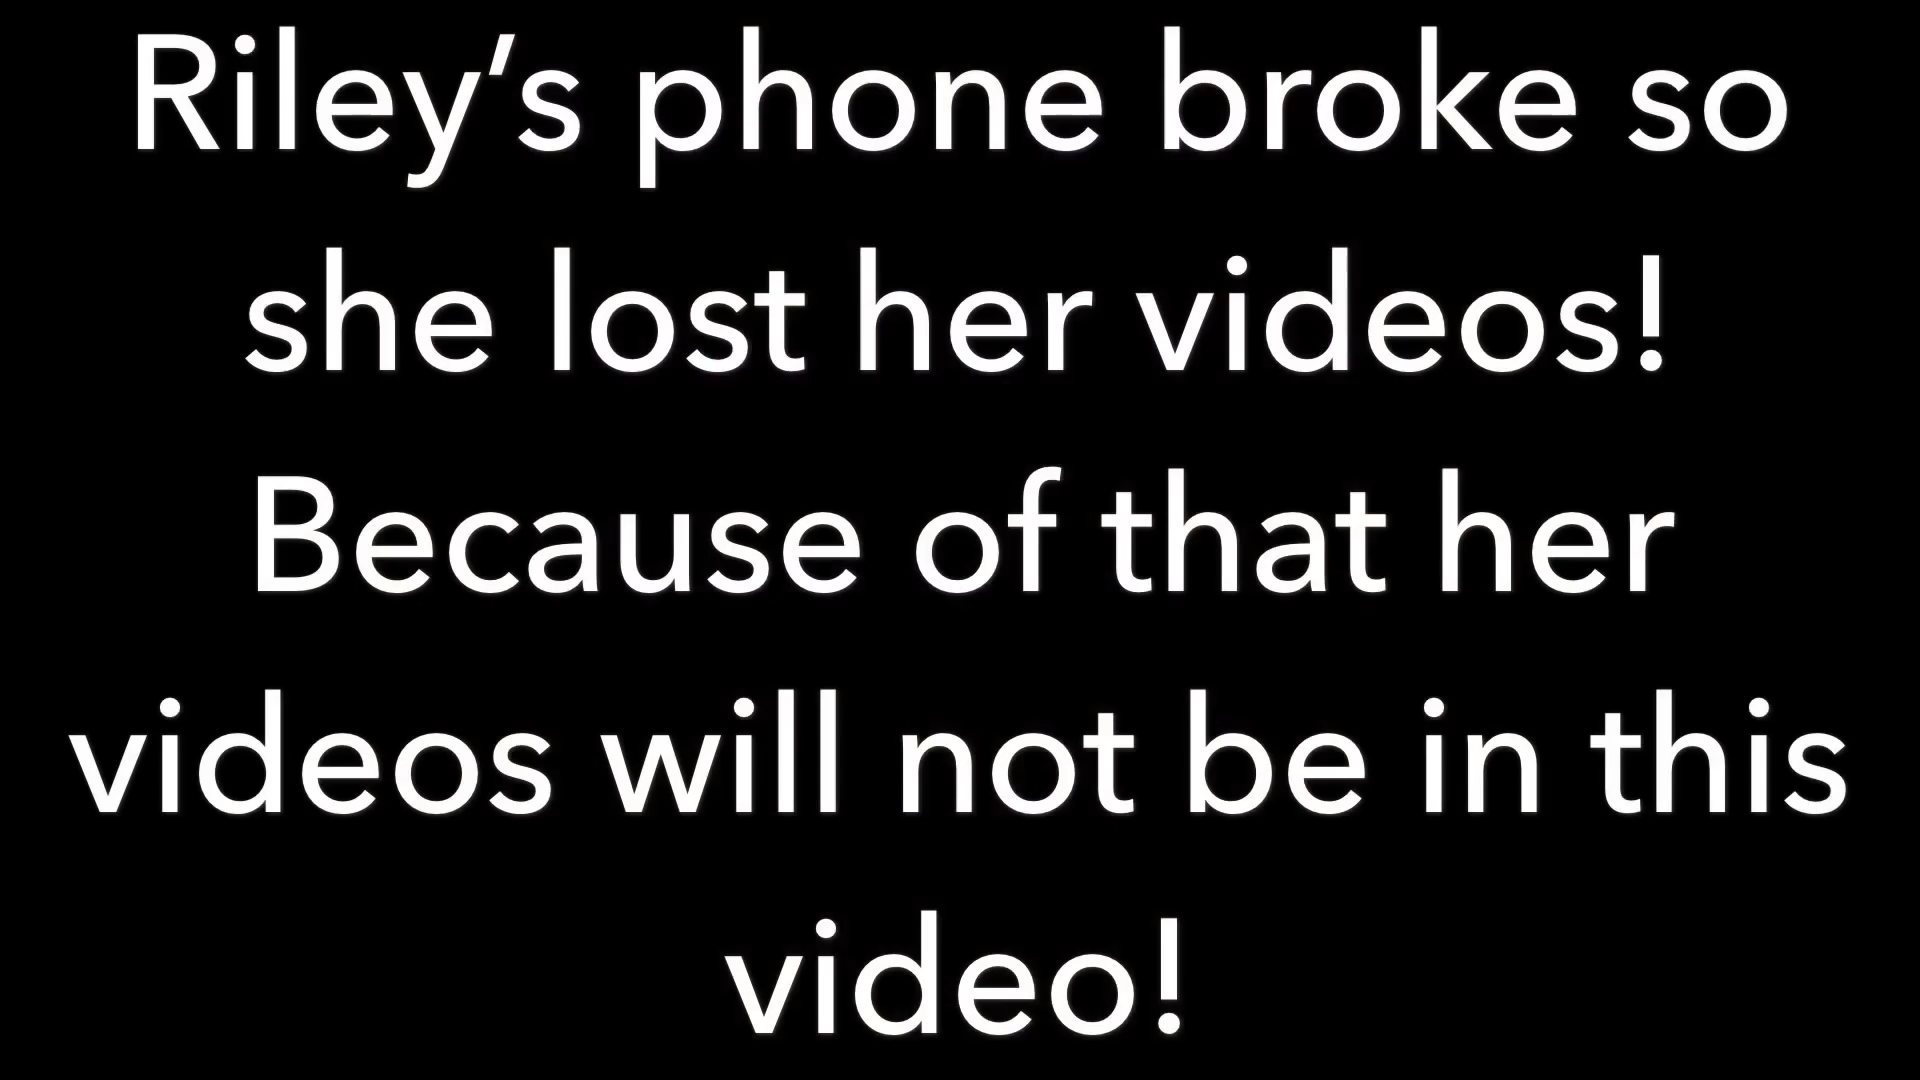 Riley’s phone broke so
she lost her videos!
Because of that her
videos will not be in this
video!